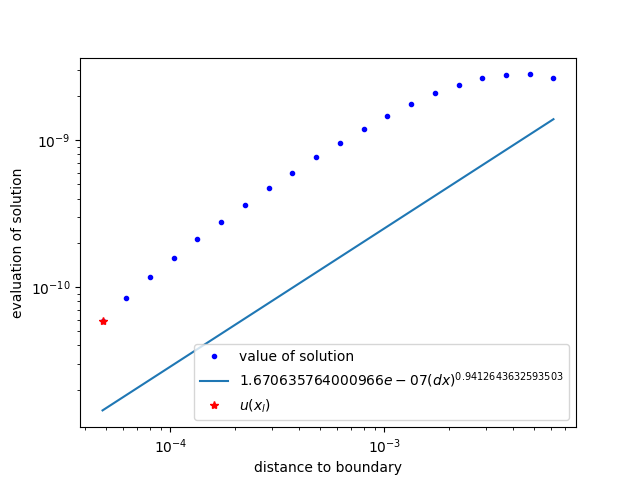 10⁻⁹
10⁻¹⁰
evaluation of solution
value of solution
1.670635764000966e − 07(dx)^0.9412643632593503
u(x_l)
10⁻⁴
10⁻³
distance to boundary